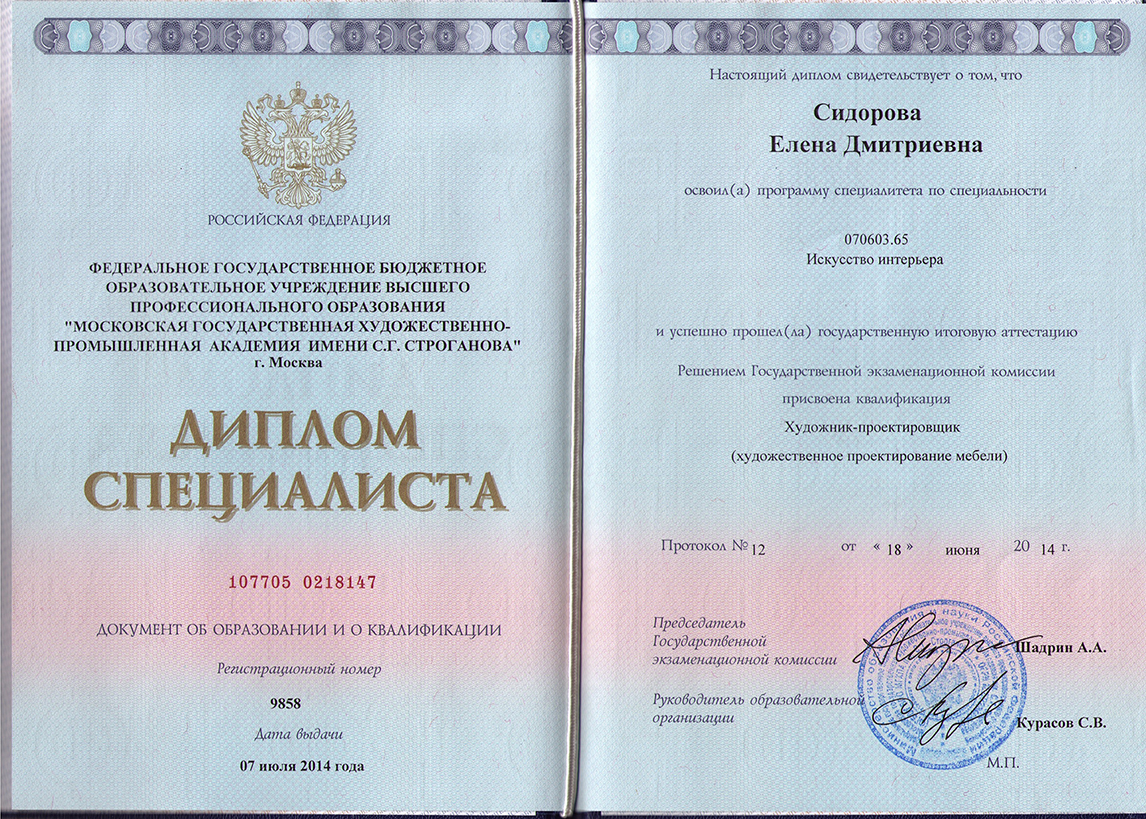 РОССИЙСКАЯ ФЕДЕРАЦИЯ
ФЕДЕРАЛЬНОЕ ГОСУДАРСТВЕННОЕ БЮДЖЕТНОЕ
ОБРАЗОВАТЕЛЬНОЕ УЧРЕЖДЕНИЕ ВЫСШЕГО
ПРОФЕССИОНАЛЬНОГО ОБРАЗОВАНИЯ
"МОСКОВСКАЯ ГОСУДАРСТВЕННАЯ ХУДОЖЕСТВЕННО-
ПРОМЫШЛЕННАЯ АКАДЕМИЯ ИМЕНИ С.Г. СТРОГАНОВА"
г. Москва
ДИПЛОМ
СПЕЦИАЛИСТА
107705 0218147
ДОКУМЕНТ ОБ ОБРАЗОВАНИИ И О КВАЛИФИКАЦИИ
Регистрационный номер
9858
Дата выдачи
07 июля 2014 года
Настоящий диплом свидетельствует о том, что
Сидорова
Елена Дмитриевна
освоил(а) программу специалитета по специальности
070603.65
Искусство интерьера
и успешно прошел(ла) государственную итоговую аттестацию
Решением Государственной экзаменационной комиссии
присвоена квалификация
Художник-проектировщик
(художественное проектирование мебели)
Протокол № 12 от « 18 » июня 20 14 г.
Председатель
Государственной
экзаменационной комиссии Шадрин А.А.
Руководитель образовательной
организации Курасов С.В.
М.П.